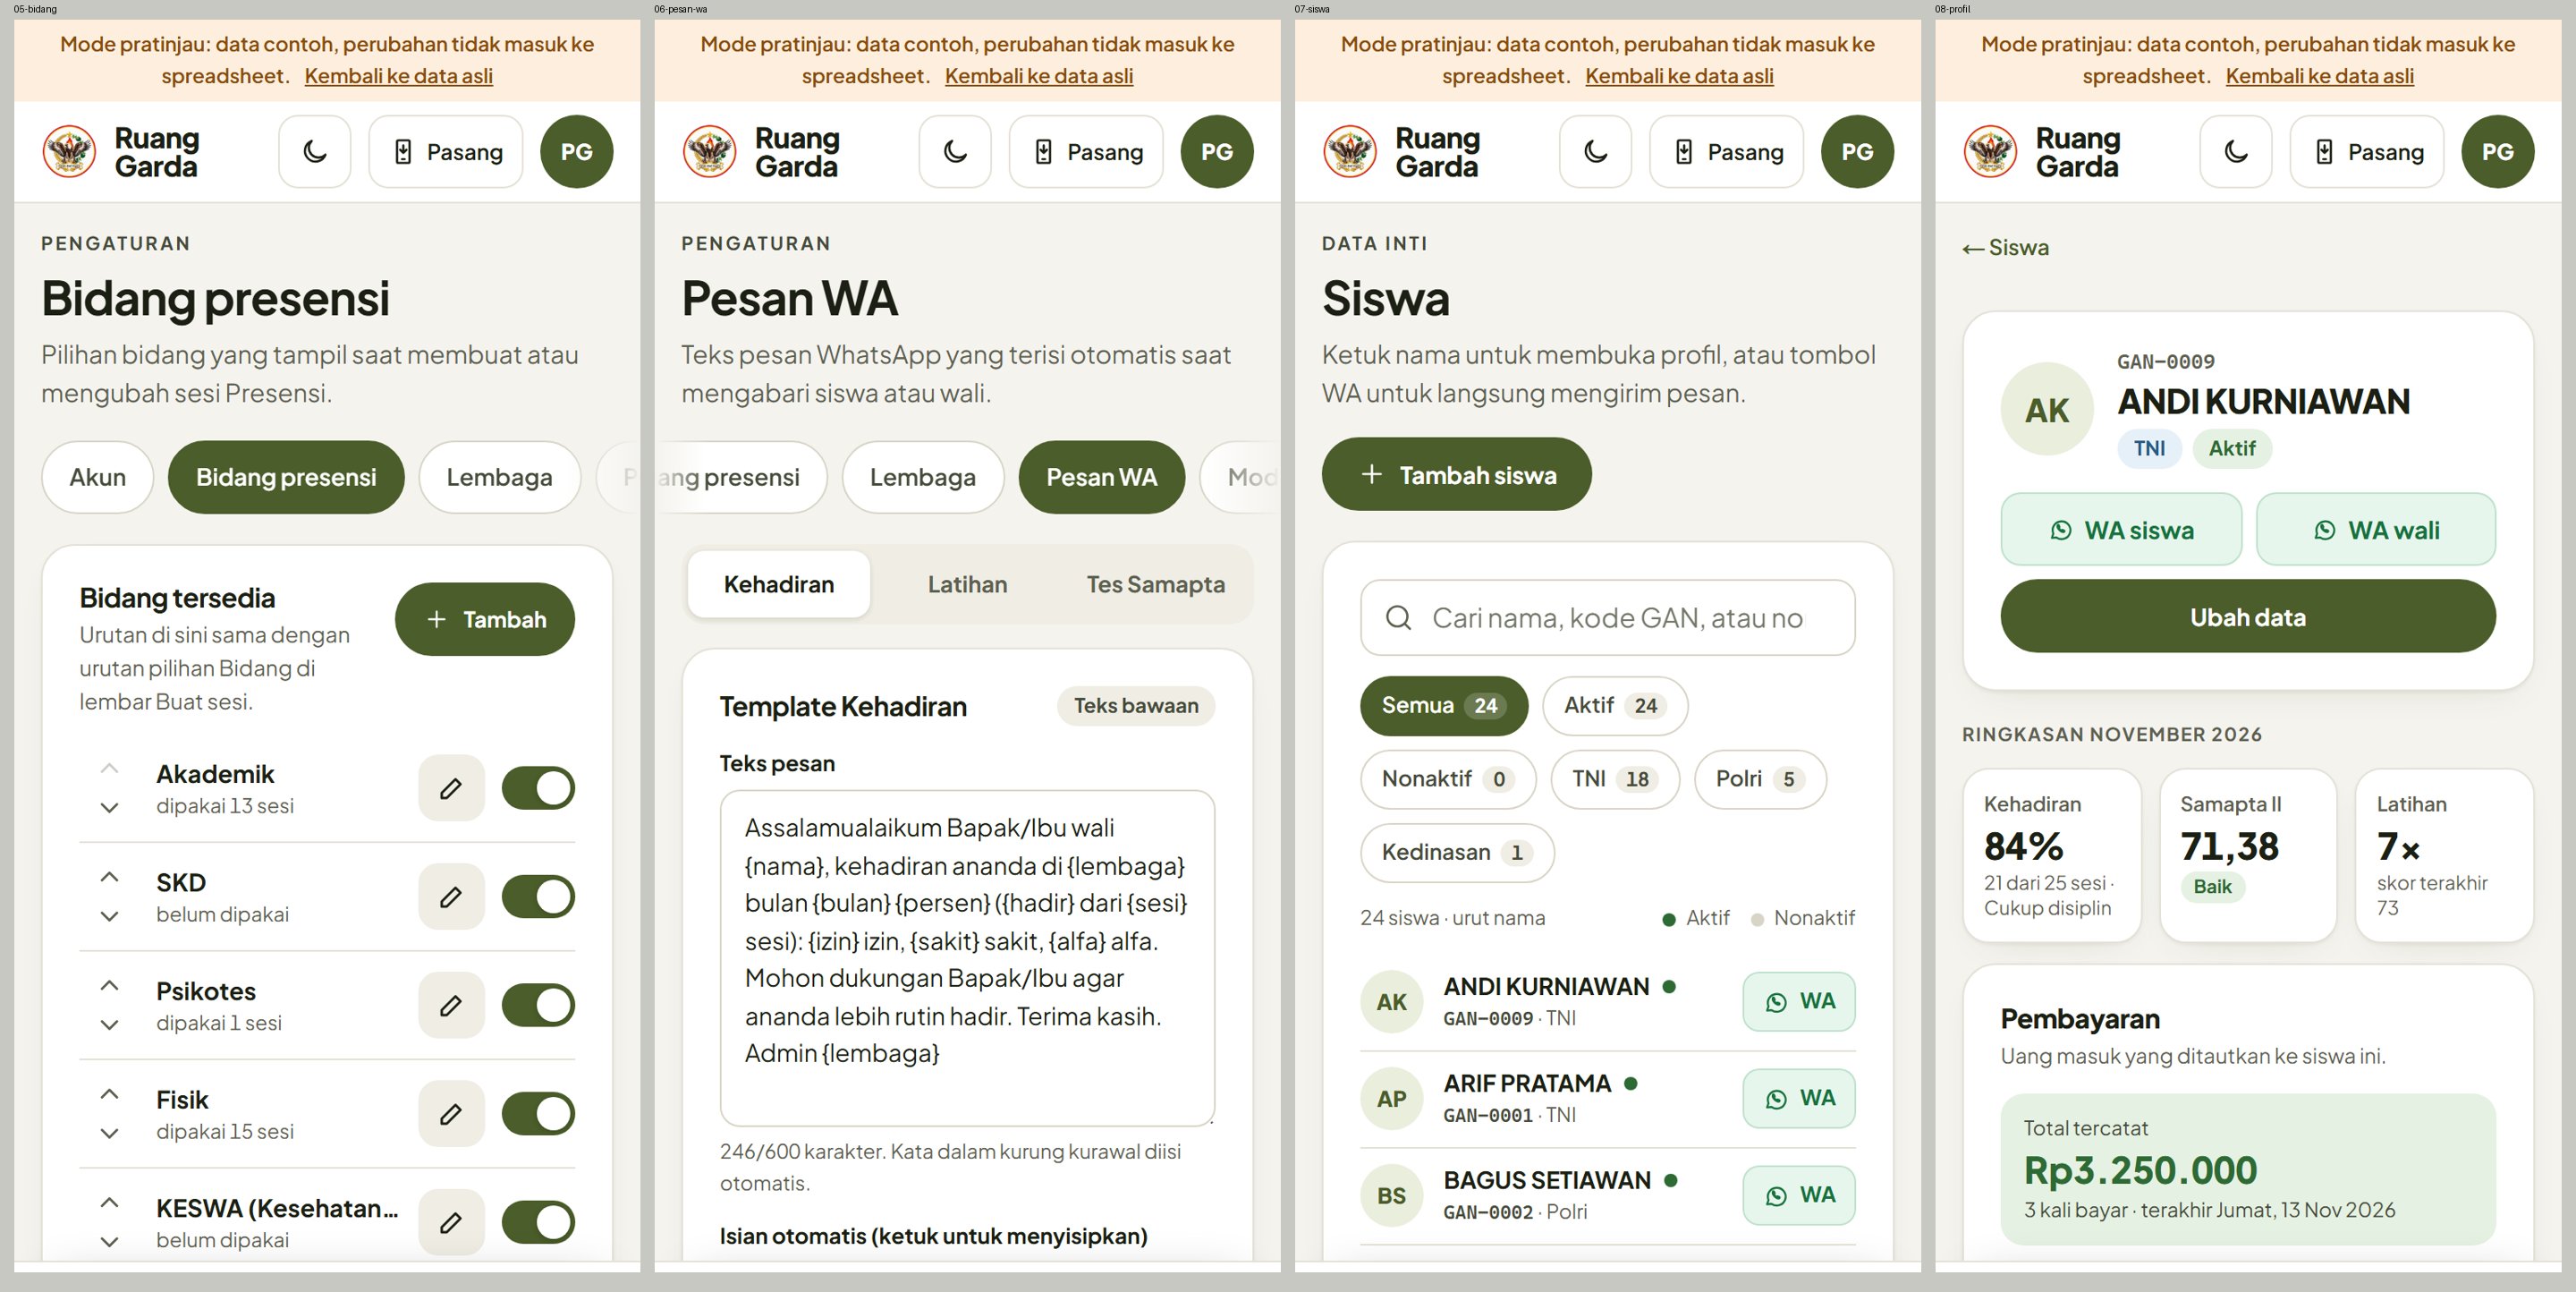 05-bidang
Mode pratinjau: data contoh, perubahan tidak masuk ke
spreadsheet. Kembali ke data asli
Ruang
Garda
Pasang
PG
PENGATURAN
Bidang presensi
Pilihan bidang yang tampil saat membuat atau
mengubah sesi Presensi.
Akun
Bidang presensi
Lembaga
P
Bidang tersedia
Urutan di sini sama dengan
urutan pilihan Bidang di
lembar Buat sesi.
+ Tambah
Akademik
dipakai 13 sesi
SKD
belum dipakai
Psikotes
dipakai 1 sesi
Fisik
dipakai 15 sesi
KESWA (Kesehatan…
belum dipakai
06-pesan-wa
Mode pratinjau: data contoh, perubahan tidak masuk ke
spreadsheet. Kembali ke data asli
Ruang
Garda
Pasang
PG
PENGATURAN
Pesan WA
Teks pesan WhatsApp yang terisi otomatis saat
mengabari siswa atau wali.
ang presensi
Lembaga
Pesan WA
Mod
Kehadiran
Latihan
Tes Samapta
Template Kehadiran
Teks bawaan
Teks pesan
Assalamualaikum Bapak/Ibu wali
{nama}, kehadiran ananda di {lembaga}
bulan {bulan} {persen} ({hadir} dari {sesi}
sesi): {izin} izin, {sakit} sakit, {alfa} alfa.
Mohon dukungan Bapak/Ibu agar
ananda lebih rutin hadir. Terima kasih.
Admin {lembaga}
246/600 karakter. Kata dalam kurung kurawal diisi
otomatis.
Isian otomatis (ketuk untuk menyisipkan)
07-siswa
Mode pratinjau: data contoh, perubahan tidak masuk ke
spreadsheet. Kembali ke data asli
Ruang
Garda
Pasang
PG
DATA INTI
Siswa
Ketuk nama untuk membuka profil, atau tombol
WA untuk langsung mengirim pesan.
+ Tambah siswa
Cari nama, kode GAN, atau no
Semua 24
Aktif 24
Nonaktif 0
TNI 18
Polri 5
Kedinasan 1
24 siswa · urut nama
Aktif
Nonaktif
AK
ANDI KURNIAWAN
GAN-0009 · TNI
WA
AP
ARIF PRATAMA
GAN-0001 · TNI
WA
BS
BAGUS SETIAWAN
GAN-0002 · Polri
WA
08-profil
Mode pratinjau: data contoh, perubahan tidak masuk ke
spreadsheet. Kembali ke data asli
Ruang
Garda
Pasang
PG
← Siswa
AK
GAN-0009
ANDI KURNIAWAN
TNI
Aktif
WA siswa
WA wali
Ubah data
RINGKASAN NOVEMBER 2026
Kehadiran
84%
21 dari 25 sesi ·
Cukup disiplin
Samapta II
71,38
Baik
Latihan
7×
skor terakhir
73
Pembayaran
Uang masuk yang ditautkan ke siswa ini.
Total tercatat
Rp3.250.000
3 kali bayar · terakhir Jumat, 13 Nov 2026